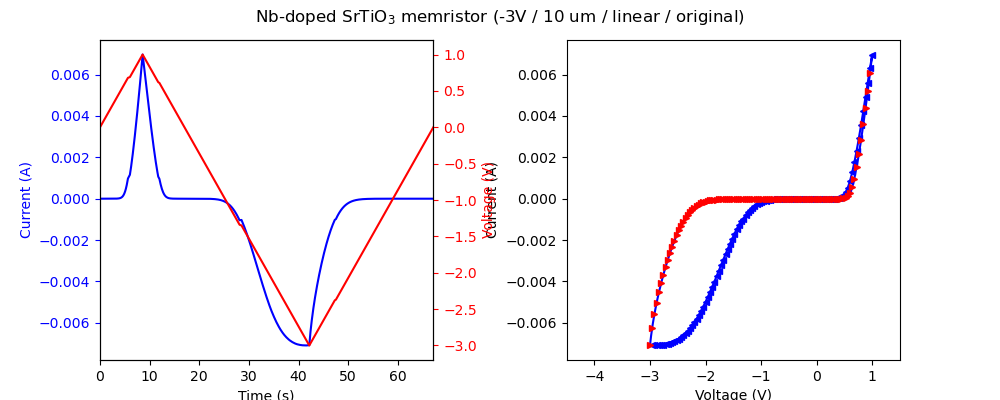 Nb-doped SrTiO₃ memristor (-3V / 10 um / linear / original)
Current (A)
0.006
0.004
0.002
0.000
−0.002
−0.004
−0.006
0 10 20 30 40 50 60
Time (s)
1.0
0.5
0.0
−0.5
−1.0
−1.5
−2.0
−2.5
−3.0
Voltage (V)
Current (A)
0.006
0.004
0.002
0.000
−0.002
−0.004
−0.006
−4 −3 −2 −1 0 1
Voltage (V)